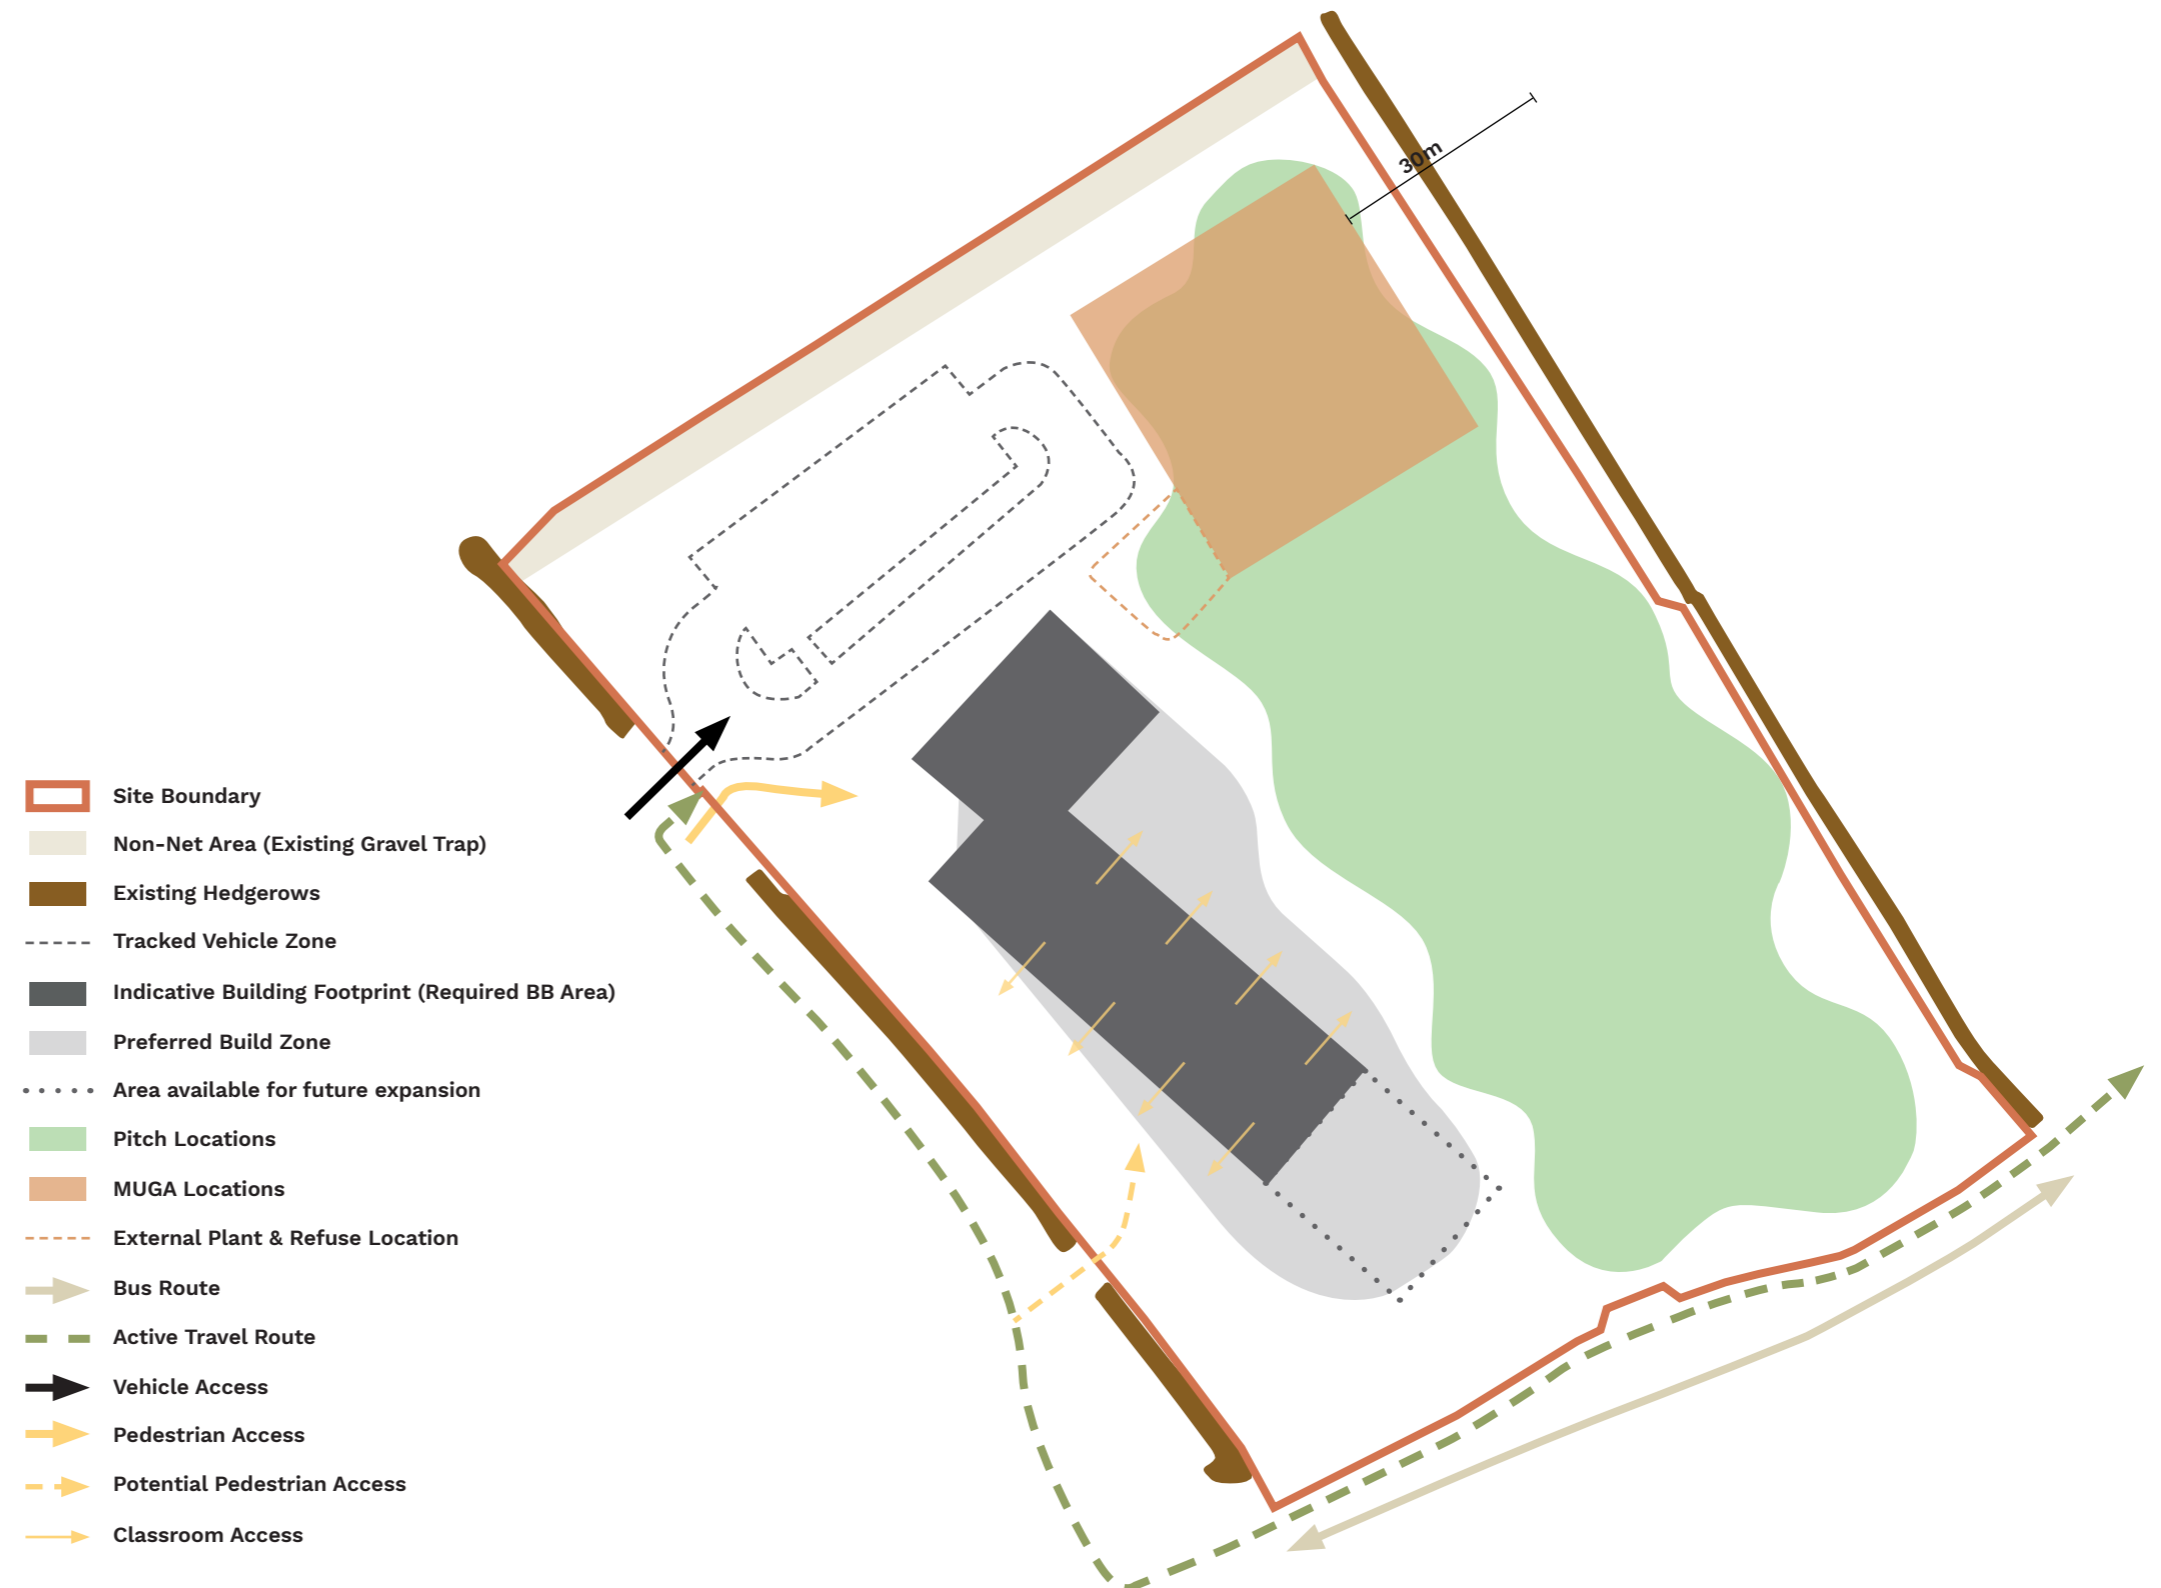 30m
Site Boundary
Non-Net Area (Existing Gravel Trap)
Existing Hedgerows
Tracked Vehicle Zone
Indicative Building Footprint (Required BB Area)
Preferred Build Zone
Area available for future expansion
Pitch Locations
MUGA Locations
External Plant & Refuse Location
Bus Route
Active Travel Route
Vehicle Access
Pedestrian Access
Potential Pedestrian Access
Classroom Access